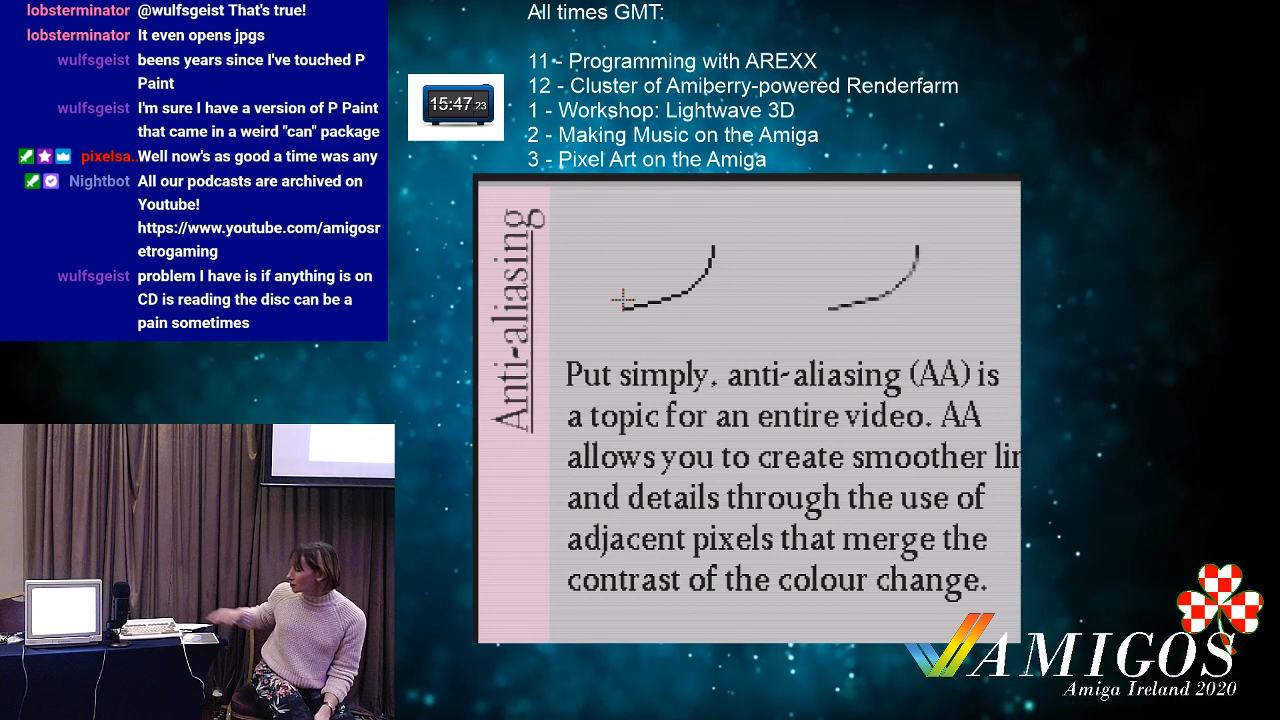 lobsterminator @wulfsgeist That's true!
lobsterminator It even opens jpgs
wulfsgeist beens years since I've touched P
Paint
wulfsgeist I'm sure I have a version of P Paint
that came in a weird "can" package
pixelsa.. Well now's as good a time was any
Nightbot All our podcasts are archived on
Youtube!
https://www.youtube.com/amigosr
etrogaming
wulfsgeist problem I have is if anything is on
CD is reading the disc can be a
pain sometimes
15:47 23
All times GMT:
11 - Programming with AREXX
12 - Cluster of Amiberry-powered Renderfarm
1 - Workshop: Lightwave 3D
2 - Making Music on the Amiga
3 - Pixel Art on the Amiga
Anti-aliasing
Put simply, anti-aliasing (AA) is
a topic for an entire video. AA
allows you to create smoother lin
and details through the use of
adjacent pixels that merge the
contrast of the colour change.
AMIGOS
Amiga Ireland 2020